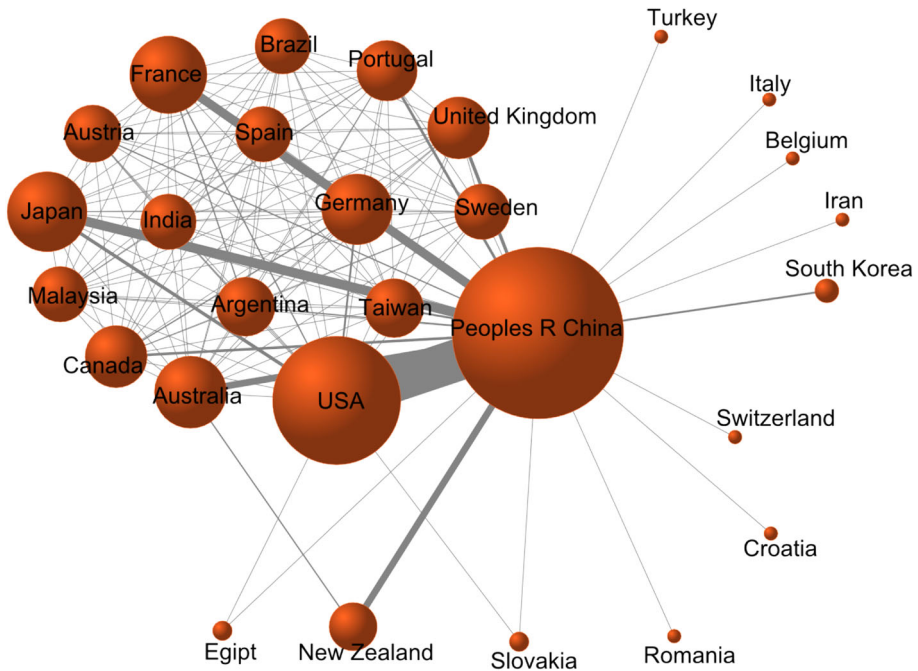 Turkey
Brazil
Portugal
France
Italy
United Kingdom
Austria
Spain
Belgium
Iran
Japan
India
Germany
Sweden
South Korea
Malaysia
Argentina
Taiwan
Peoples R China
Canada
Australia
USA
Switzerland
Croatia
Egipt
New Zealand
Slovakia
Romania